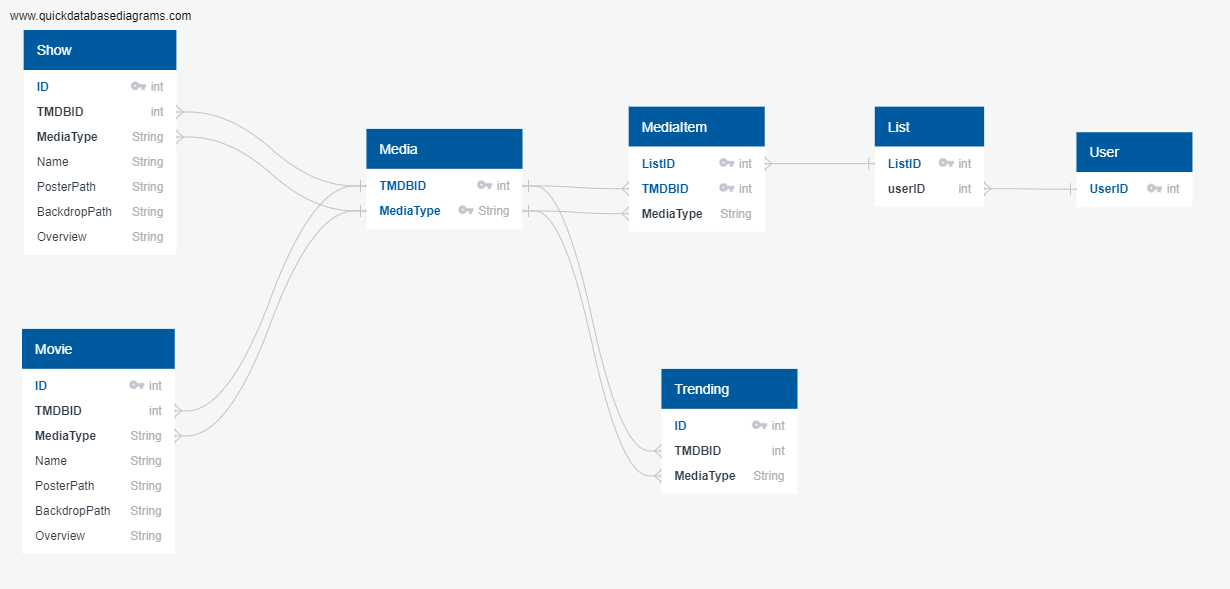 www.quickdatabasediagrams.com
Show
ID int
TMDBID int
MediaType String
Name String
PosterPath String
BackdropPath String
Overview String
Movie
ID int
TMDBID int
MediaType String
Name String
PosterPath String
BackdropPath String
Overview String
Media
TMDBID int
MediaType String
MediaItem
ListID int
TMDBID int
MediaType String
Trending
ID int
TMDBID int
MediaType String
List
ListID int
userID int
User
UserID int